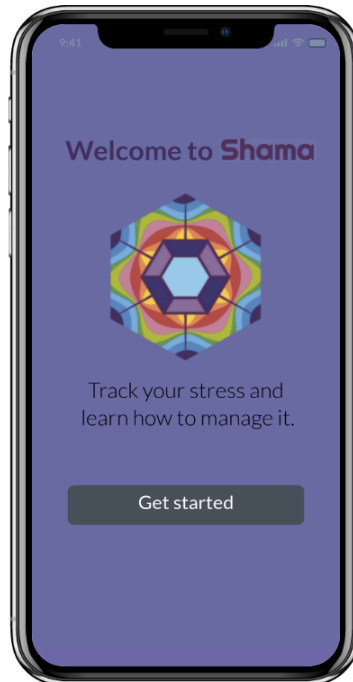 9:41
Welcome to Shama
Track your stress and
learn how to manage it.
Get started